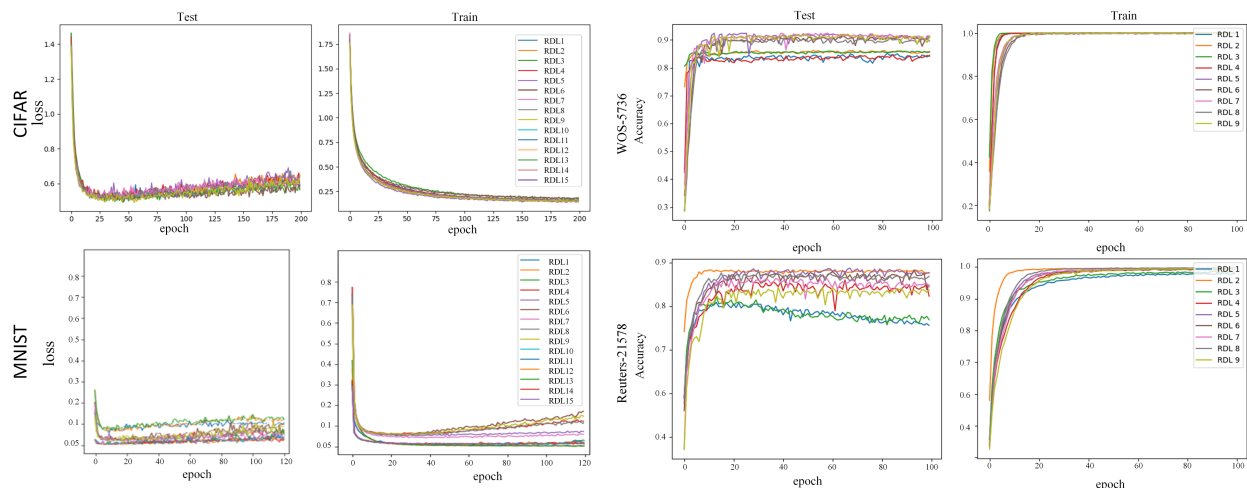 Test
Train
CIFAR
loss
1.4
1.2
1.0
0.8
0.6
0
25
50
75
100
125
150
175
200
epoch
1.75
1.50
1.25
1.00
0.75
0.50
0.25
0
25
50
75
100
125
150
175
200
epoch
RDL1
RDL2
RDL3
RDL4
RDL5
RDL6
RDL7
RDL8
RDL9
RDL10
RDL11
RDL12
RDL13
RDL14
RDL15
MNIST
loss
0.8
0.7
0.6
0.5
0.4
0.3
0.2
0.1
0.05
0
20
40
60
80
100
120
epoch
0.8
0.5
0.4
0.3
0.2
0.1
0.05
0
20
40
60
80
100
120
epoch
RDL1
RDL2
RDL3
RDL4
RDL5
RDL6
RDL7
RDL8
RDL9
RDL10
RDL11
RDL12
RDL13
RDL14
RDL15
Test
Train
WOS-5736
Accuracy
0.9
0.8
0.7
0.6
0.5
0.4
0.3
0
20
40
60
80
100
epoch
1.0
0.8
0.6
0.4
0.2
0
20
40
60
80
100
epoch
RDL 1
RDL 2
RDL 3
RDL 4
RDL 5
RDL 6
RDL 7
RDL 8
RDL 9
Reuters-21578
Accuracy
0.9
0.8
0.7
0.6
0.5
0.4
0
20
40
60
80
100
epoch
1.0
0.9
0.8
0.7
0.6
0.5
0.4
0
20
40
60
80
100
epoch
RDL 1
RDL 2
RDL 3
RDL 4
RDL 5
RDL 6
RDL 7
RDL 8
RDL 9